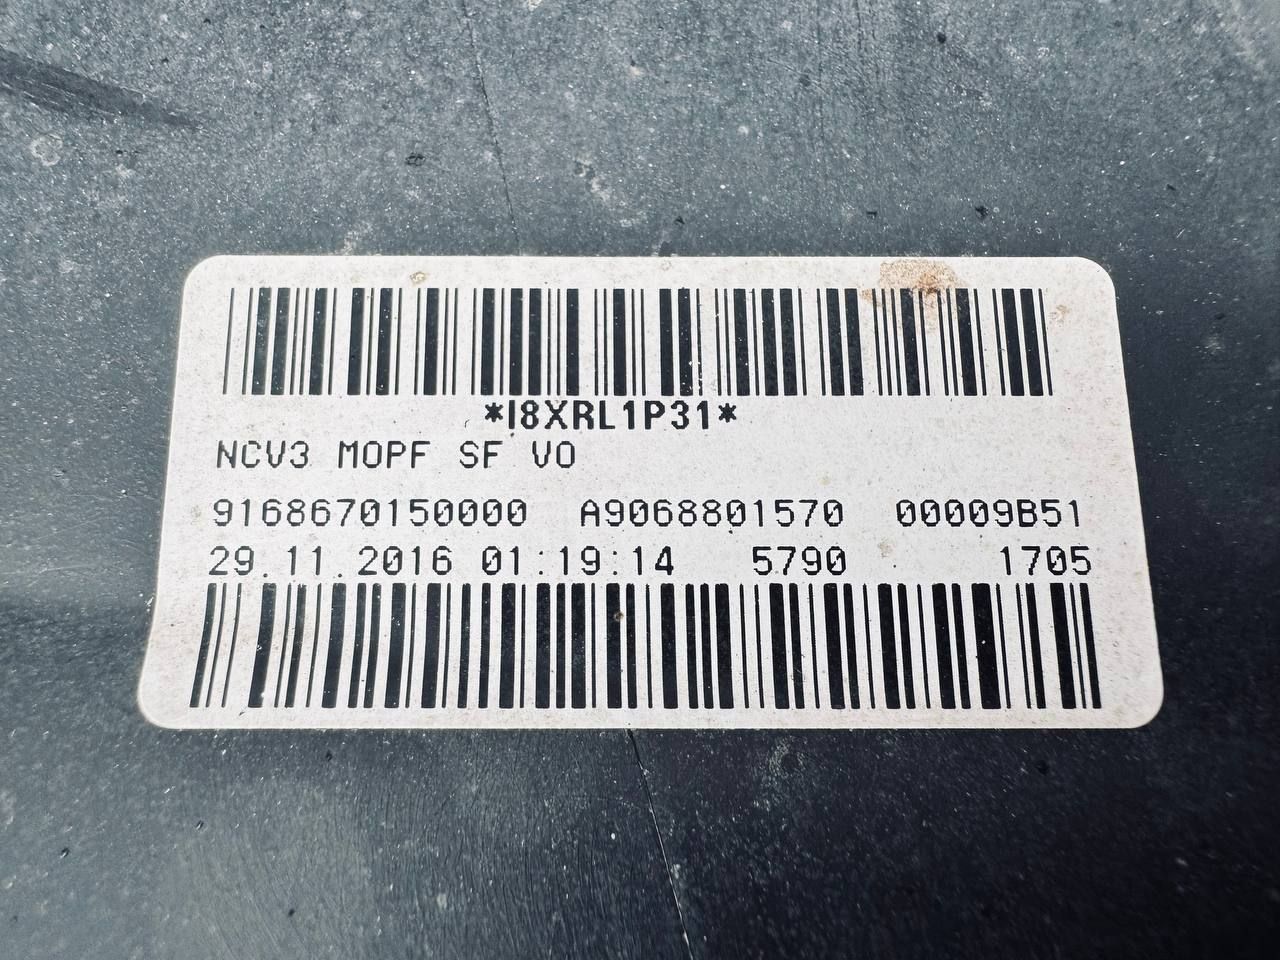 *I8XRL1P31*
NCV3 MOPF SF VO
9168670150000 A9068801570 00009B51
29.11.2016 01:19:14 5790 1705